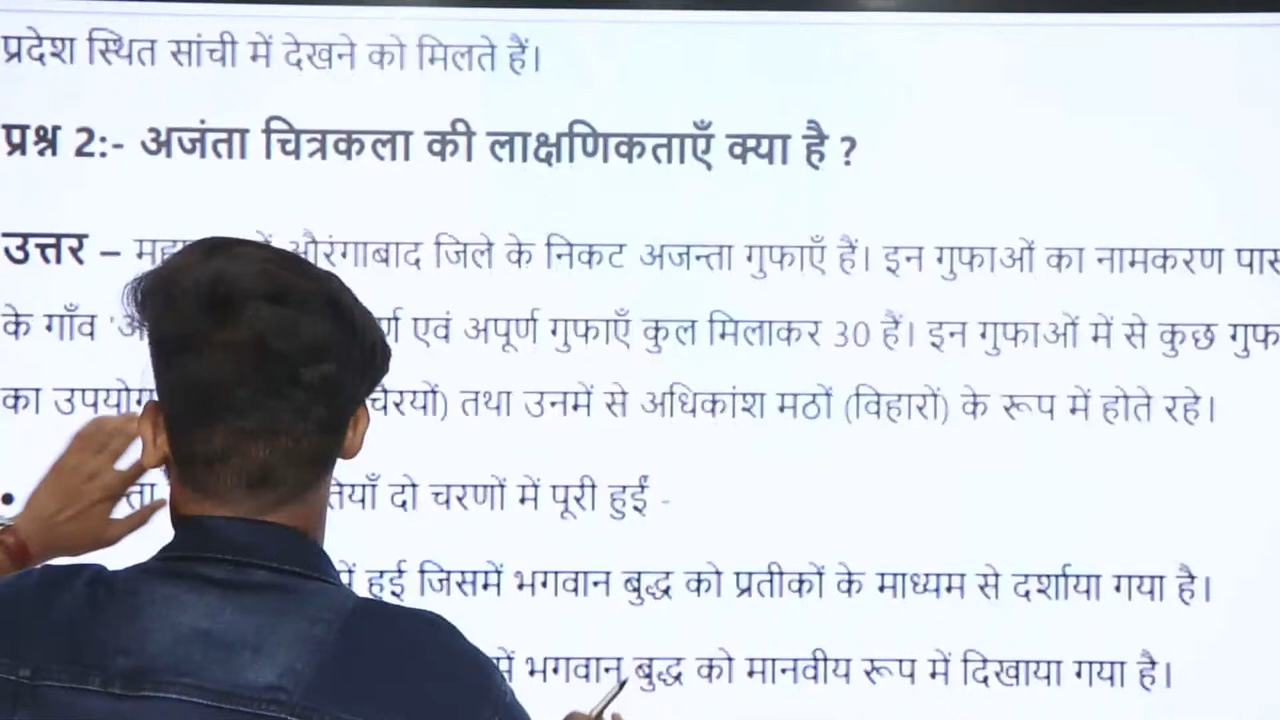 प्रदेश स्थित सांची में देखने को मिलते हैं।
प्रश्न 2:- अजंता चित्रकला की लाक्षणिकताएँ क्या है ?
उत्तर – औरंगाबाद जिले के निकट अजन्ता गुफाएँ हैं। इन गुफाओं का नामकरण पास
के गाँव एवं अपूर्ण गुफाएँ कुल मिलाकर 30 हैं। इन गुफाओं में से कुछ
का उपयोग तथा उनमें से अधिकांश मठों (विहारों) के रूप में होते रहे।
दो चरणों में पूरी हुईं -
हुई जिसमें भगवान बुद्ध को प्रतीकों के माध्यम से दर्शाया गया है।
में भगवान बुद्ध को मानवीय रूप में दिखाया गया है।